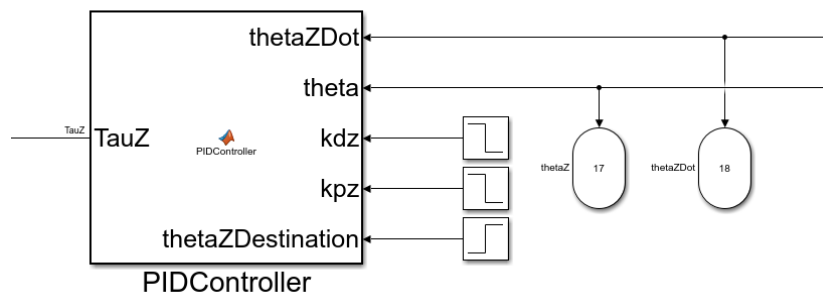 thetaZDot
theta
TauZ
TauZ
kdz
PIDController
thetaZ
17
thetaZDot
18
kpz
thetaZDestination
PIDController